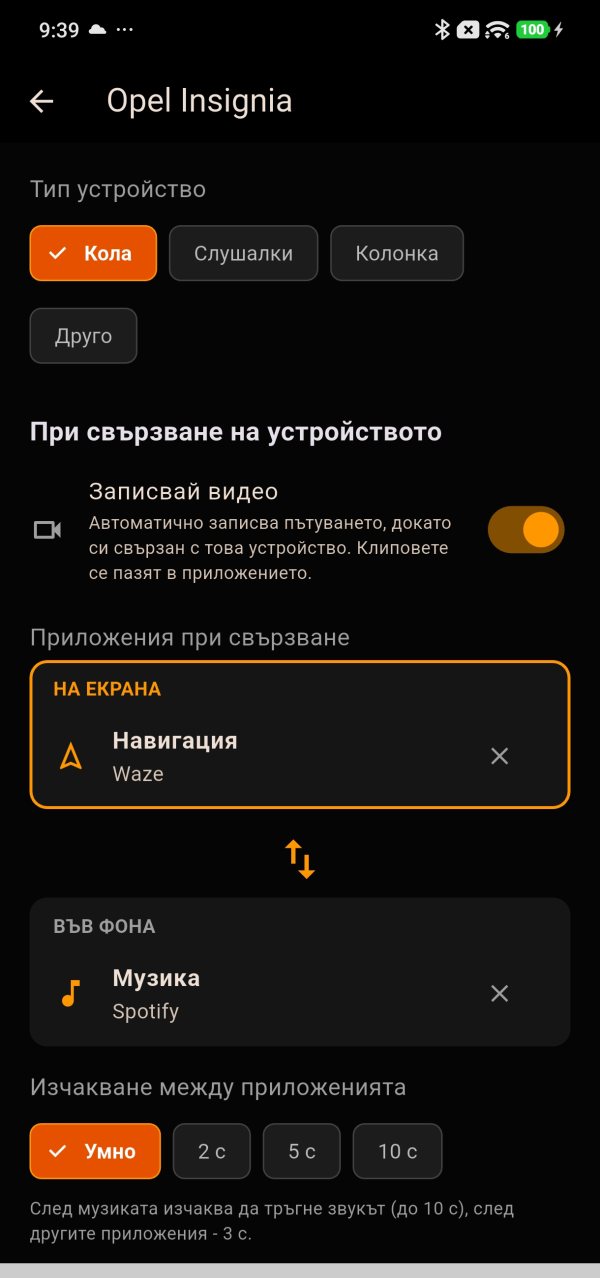 9:39
100
Opel Insignia
Тип устройство
Кола
Слушалки
Колонка
Друго
При свързване на устройството
Записвай видео
Автоматично записва пътуването, докато
си свързан с това устройство. Клиповете
се пазят в приложението.
Приложения при свързване
НА ЕКРАНА
Навигация
Waze
ВЪВ ФОНА
Музика
Spotify
Изчакване между приложенията
Умно
2 с
5 с
10 с
След музиката изчаква да тръгне звукът (до 10 с), след
другите приложения - 3 с.